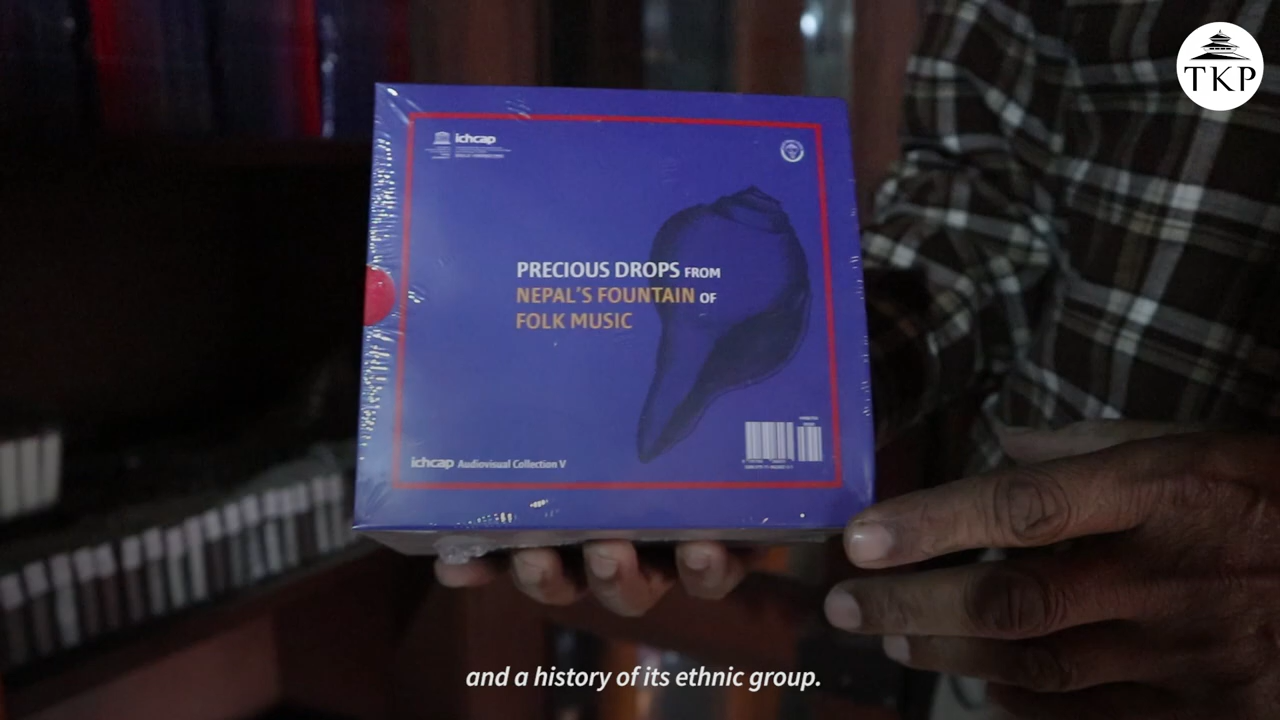 TKP
ichcap
PRECIOUS DROPS FROM
NEPAL'S FOUNTAIN OF
FOLK MUSIC
ichcap Audiovisual Collection V
and a history of its ethnic group.